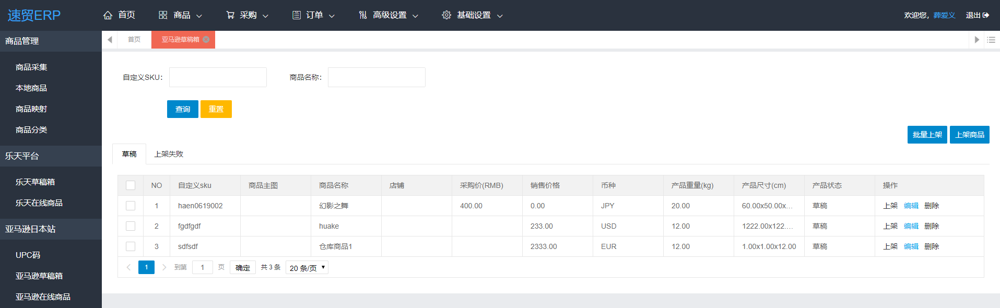 速贸ERP 首页 商品 采购 订单 高级设置 基础设置 欢迎您，葬爱义 退出
商品管理
商品采集
本地商品
商品映射
商品分类
乐天平台
乐天草稿箱
乐天在线商品
亚马逊日本站
UPC码
亚马逊草稿箱
亚马逊在线商品
首页 亚马逊草稿箱
自定义SKU： 商品名称：
查询 重置
批量上架 上架商品
草稿 上架失败
NO 自定义sku 商品主图 商品名称 店铺 采购价(RMB) 销售价格 币种 产品重量(kg) 产品尺寸(cm) 产品状态 操作
1 haen0619002 幻影之舞 400.00 0.00 JPY 20.00 60.00x50.00x... 草稿 上架 编辑 删除
2 fgdfgdf huake 233.00 USD 12.00 1222.00x122.... 草稿 上架 编辑 删除
3 sdfsdf 仓库商品1 2333.00 EUR 12.00 1.00x1.00x12.00 草稿 上架 编辑 删除
1 到第 1 页 确定 共 3 条 20 条/页